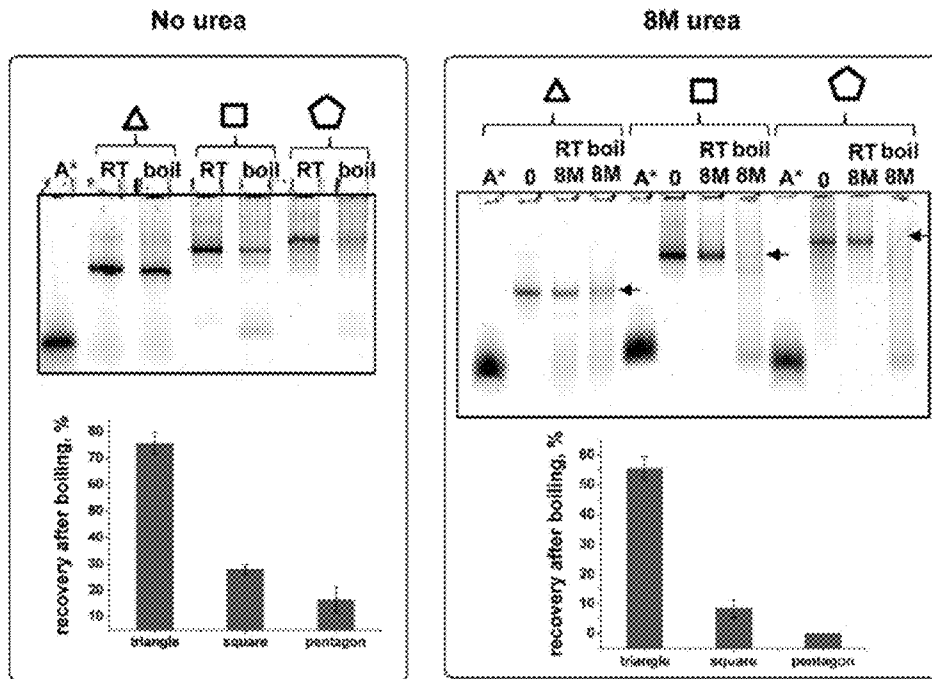 No urea
8M urea
A* RT boil RT boil RT boil
RT boil RT boil RT boil
A* 0 8M 8M A* 0 8M 8M A* 0 8M 8M
recovery after boiling, %
80
70
60
50
40
30
20
10
triangle square pentagon
recovery after boiling, %
60
50
40
30
20
10
0
triangle square pentagon